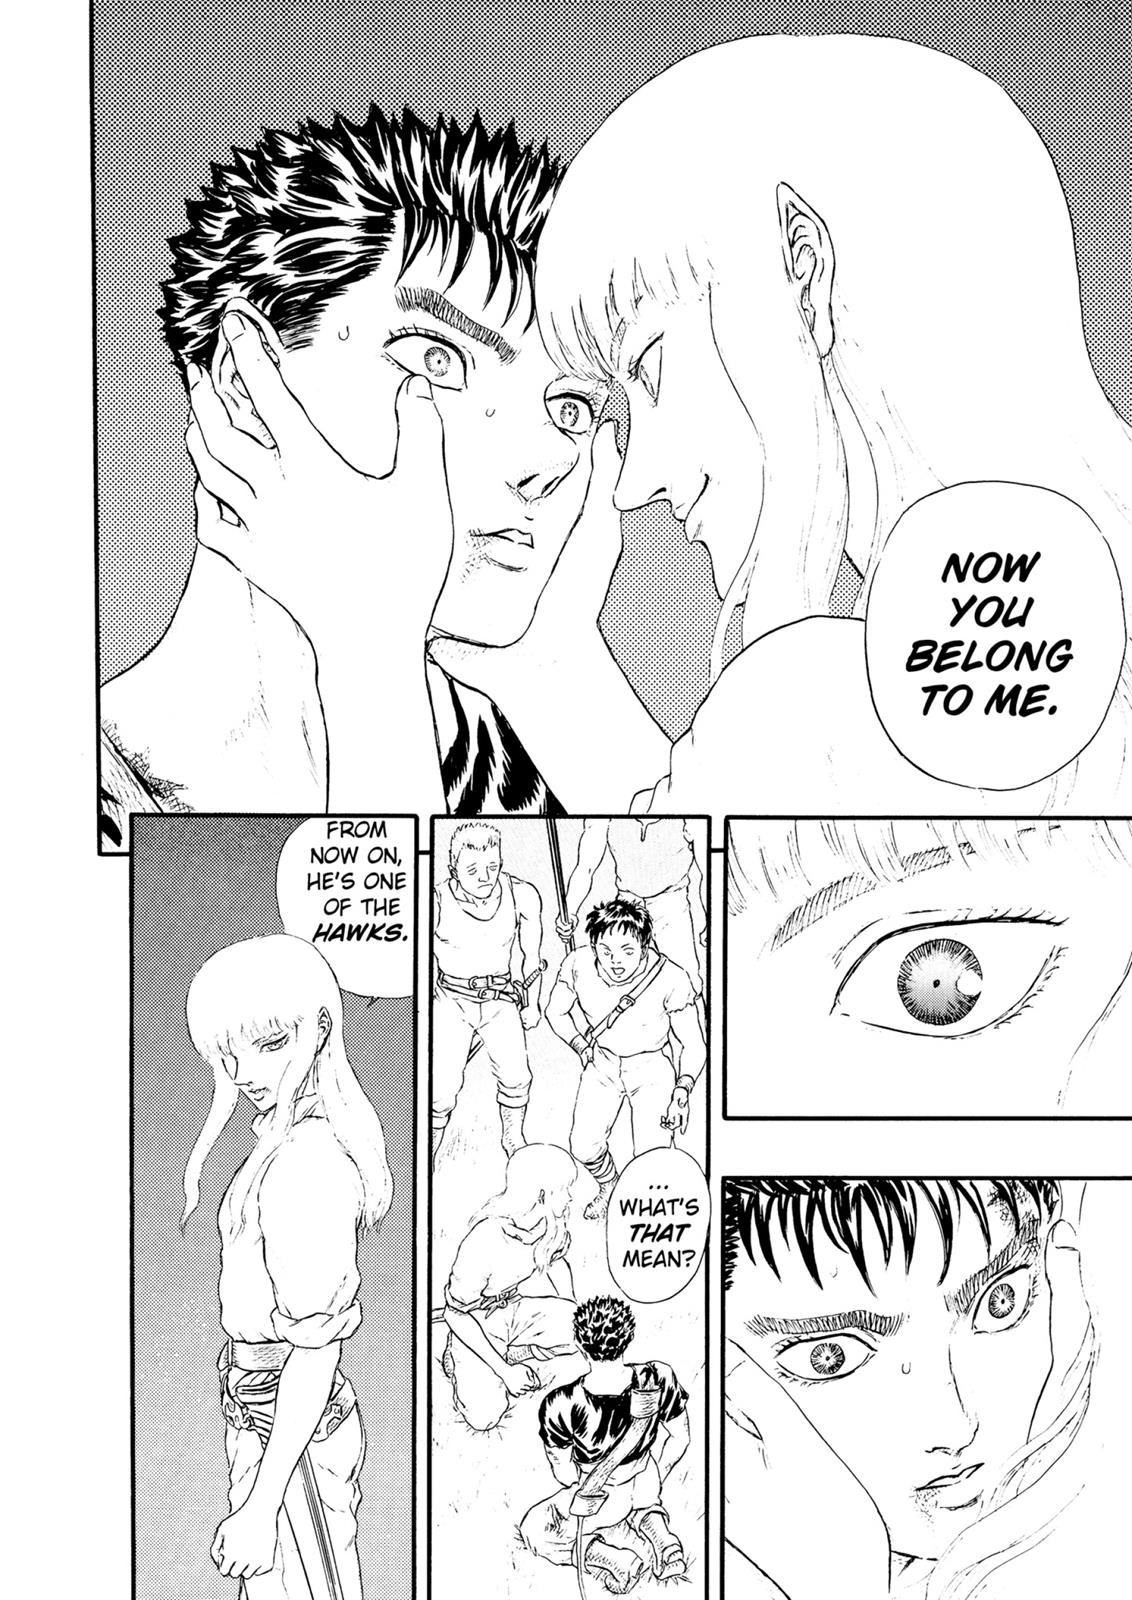 NOW
YOU
BELONG
TO ME.
...
WHAT'S
THAT
MEAN?
FROM
NOW ON,
HE'S ONE
OF THE
HAWKS.